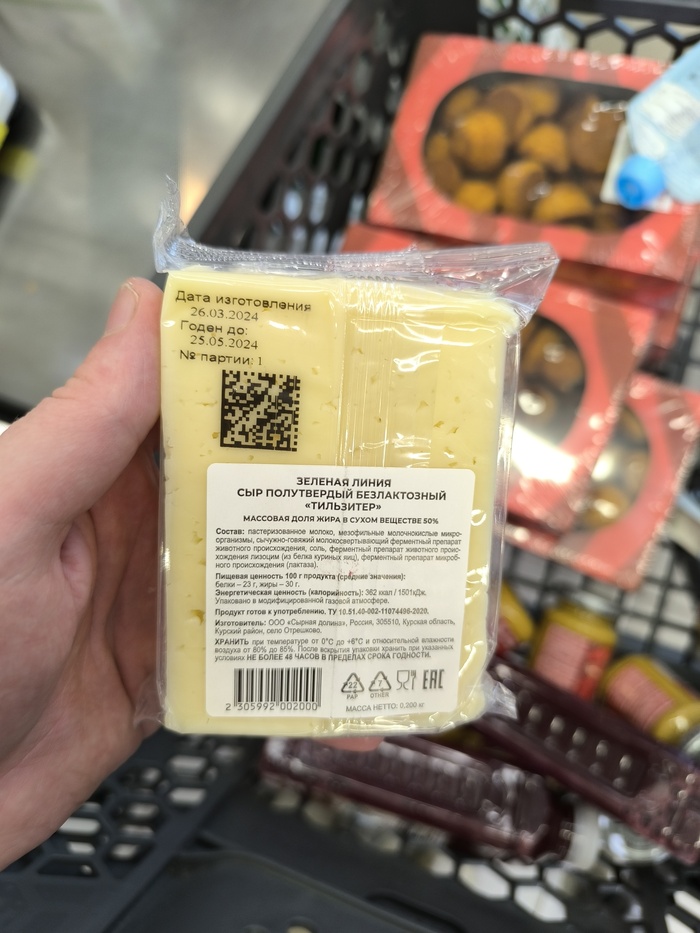 Дата изготовления
26.03.2024
Годен до:
25.05.2024
№ партии: 1
ЗЕЛЕНАЯ ЛИНИЯ
СЫР ПОЛУТВЕРДЫЙ БЕЗЛАКТОЗНЫЙ
«ТИЛЬЗИТЕР»
МАССОВАЯ ДОЛЯ ЖИРА В СУХОМ ВЕЩЕСТВЕ 50%
Состав: пастеризованное молоко, мезофильные молочнокислые микро-
организмы, сычужно-говяжий молокосвертывающий ферментный препарат
животного происхождения, соль, ферментный препарат животного проис-
хождения лизоцим (из белка куриных яиц), ферментный препарат микроб-
ного происхождения (лактаза).
Пищевая ценность 100 г продукта (средние значения):
белки – 23 г, жиры – 30 г.
Энергетическая ценность (калорийность): 362 ккал / 1501кДж.
Упаковано в модифицированной газовой атмосфере.
Продукт готов к употреблению. ТУ 10.51.40-002-11074496-2020.
Изготовитель: ООО «Сырная долина», Россия, 305510, Курская область,
Курский район, село Отрешково.
ХРАНИТЬ при температуре от 0°С до +6°С и относительной влажности
воздуха от 80% до 85%. После вскрытия упаковки хранить при указанных
условиях НЕ БОЛЕЕ 48 ЧАСОВ В ПРЕДЕЛАХ СРОКА ГОДНОСТИ.
2 305992 002000
22
PAP
7
OTHER
EAC
МАССА НЕТТО: 0,200 кг